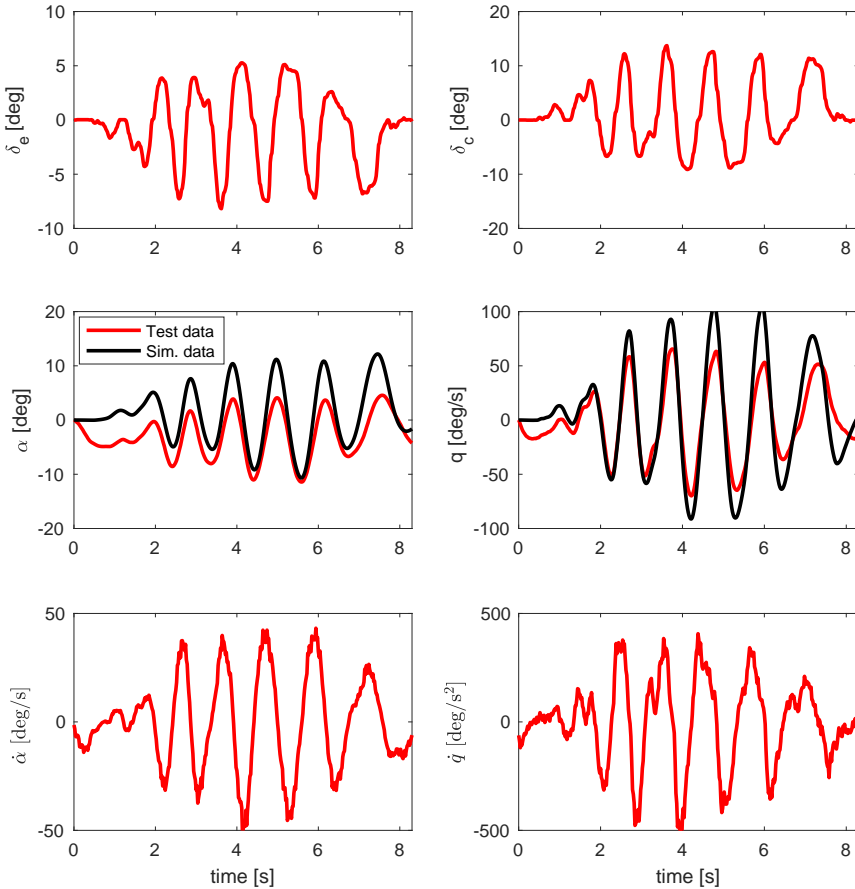 10
5
0
-5
-10
δe [deg]
0 2 4 6 8
20
10
0
-10
-20
δc [deg]
0 2 4 6 8
20
10
0
-10
-20
α [deg]
Test data
Sim. data
0 2 4 6 8
100
50
0
-50
-100
q [deg/s]
0 2 4 6 8
50
0
-50
α̇ [deg/s]
0 2 4 6 8
time [s]
500
0
-500
q̇ [deg/s²]
0 2 4 6 8
time [s]